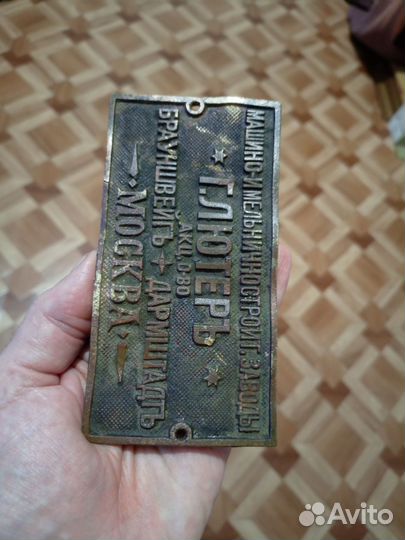 МАШИНО-И МЕЛЬНИЧНОСТРОИТ. ЗАВОДЫ
Г. ЛЮТЕРЪ
АКЦ. О-ВО
БРАУНШВЕЙГЪ + ДАРМШТАДТЪ
МОСКВА
Avito